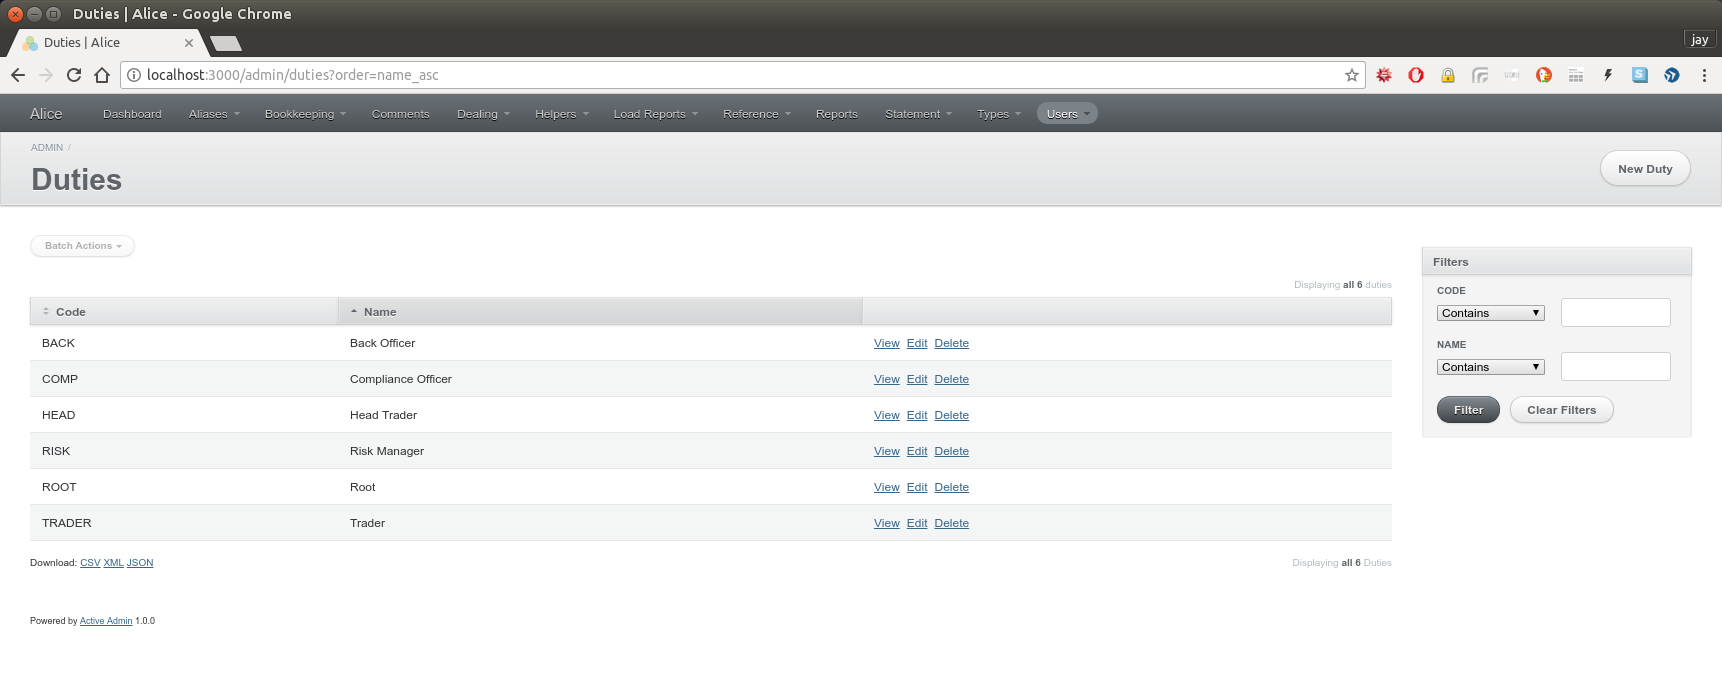 Duties | Alice - Google Chrome
Duties | Alice
jay
localhost:3000/admin/duties?order=name_asc
Alice Dashboard Aliases Bookkeeping Comments Dealing Helpers Load Reports Reference Reports Statement Types Users
ADMIN /
Duties
New Duty
Batch Actions
Filters
Displaying all 6 duties
CODE
Contains
NAME
Contains
Filter Clear Filters
Code Name
BACK Back Officer View Edit Delete
COMP Compliance Officer View Edit Delete
HEAD Head Trader View Edit Delete
RISK Risk Manager View Edit Delete
ROOT Root View Edit Delete
TRADER Trader View Edit Delete
Download: CSV XML JSON
Displaying all 6 Duties
Powered by Active Admin 1.0.0